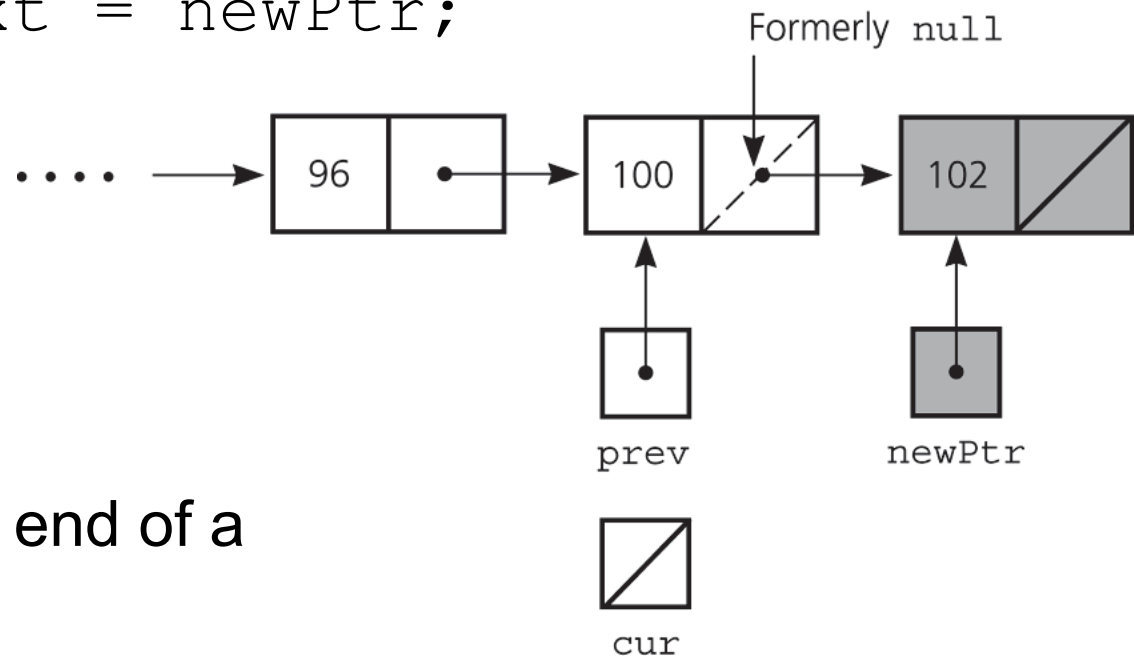 xt = newPtr;
Formerly null
96 100 102
prev newPtr
end of a
cur